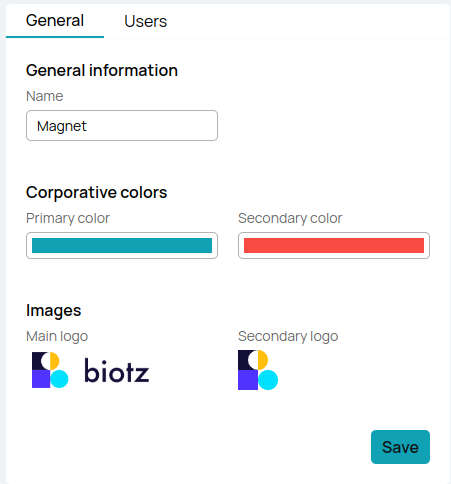 General Users
General information
Name
Magnet
Corporative colors
Primary color Secondary color
Images
Main logo Secondary logo
biotz
Save